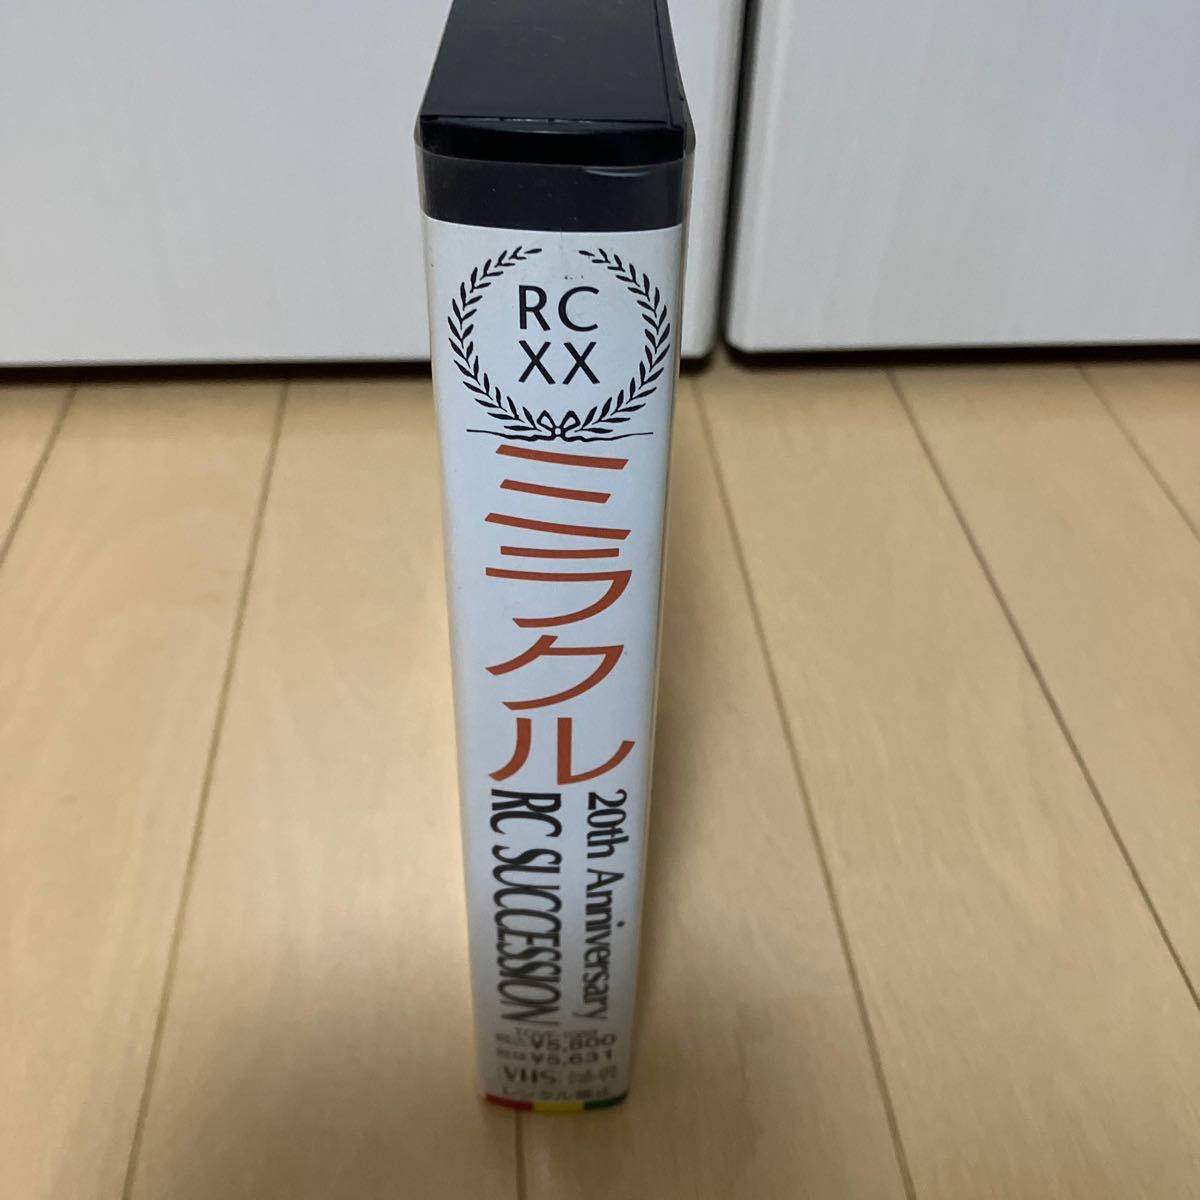 RC
XX
ミラクル
20th Anniversary
RC SUCCESSION
¥5,800
¥5,631
VHS